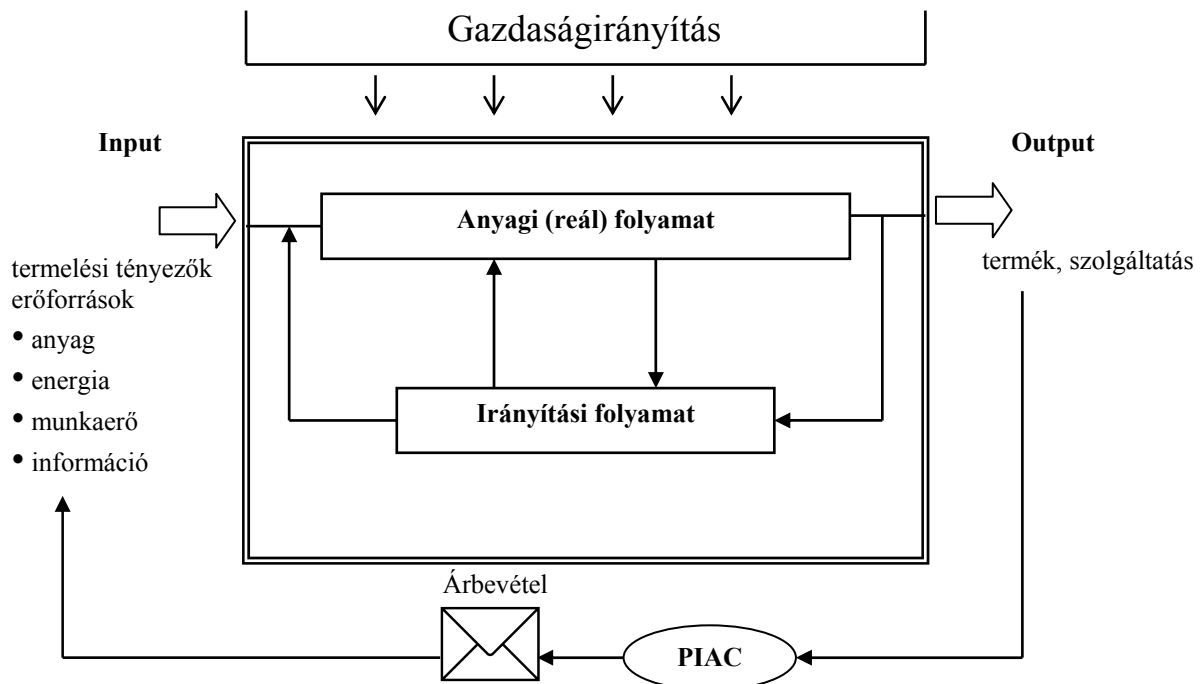 Gazdaságirányítás
Input
Output
Anyagi (reál) folyamat
termelési tényezők
erőforrások
• anyag
• energia
• munkaerő
• információ
termék, szolgáltatás
Irányítási folyamat
Árbevétel
PIAC